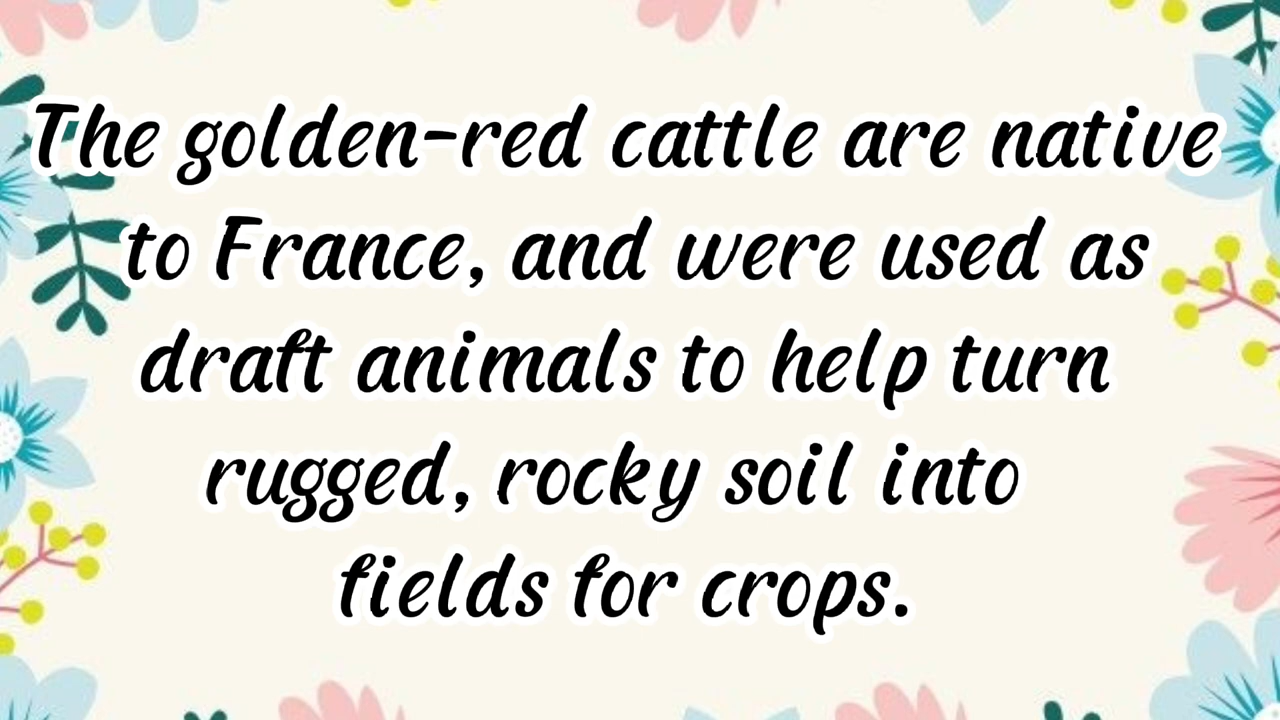 The golden-red cattle are native
to France, and were used as
draft animals to help turn
rugged, rocky soil into
fields for crops.